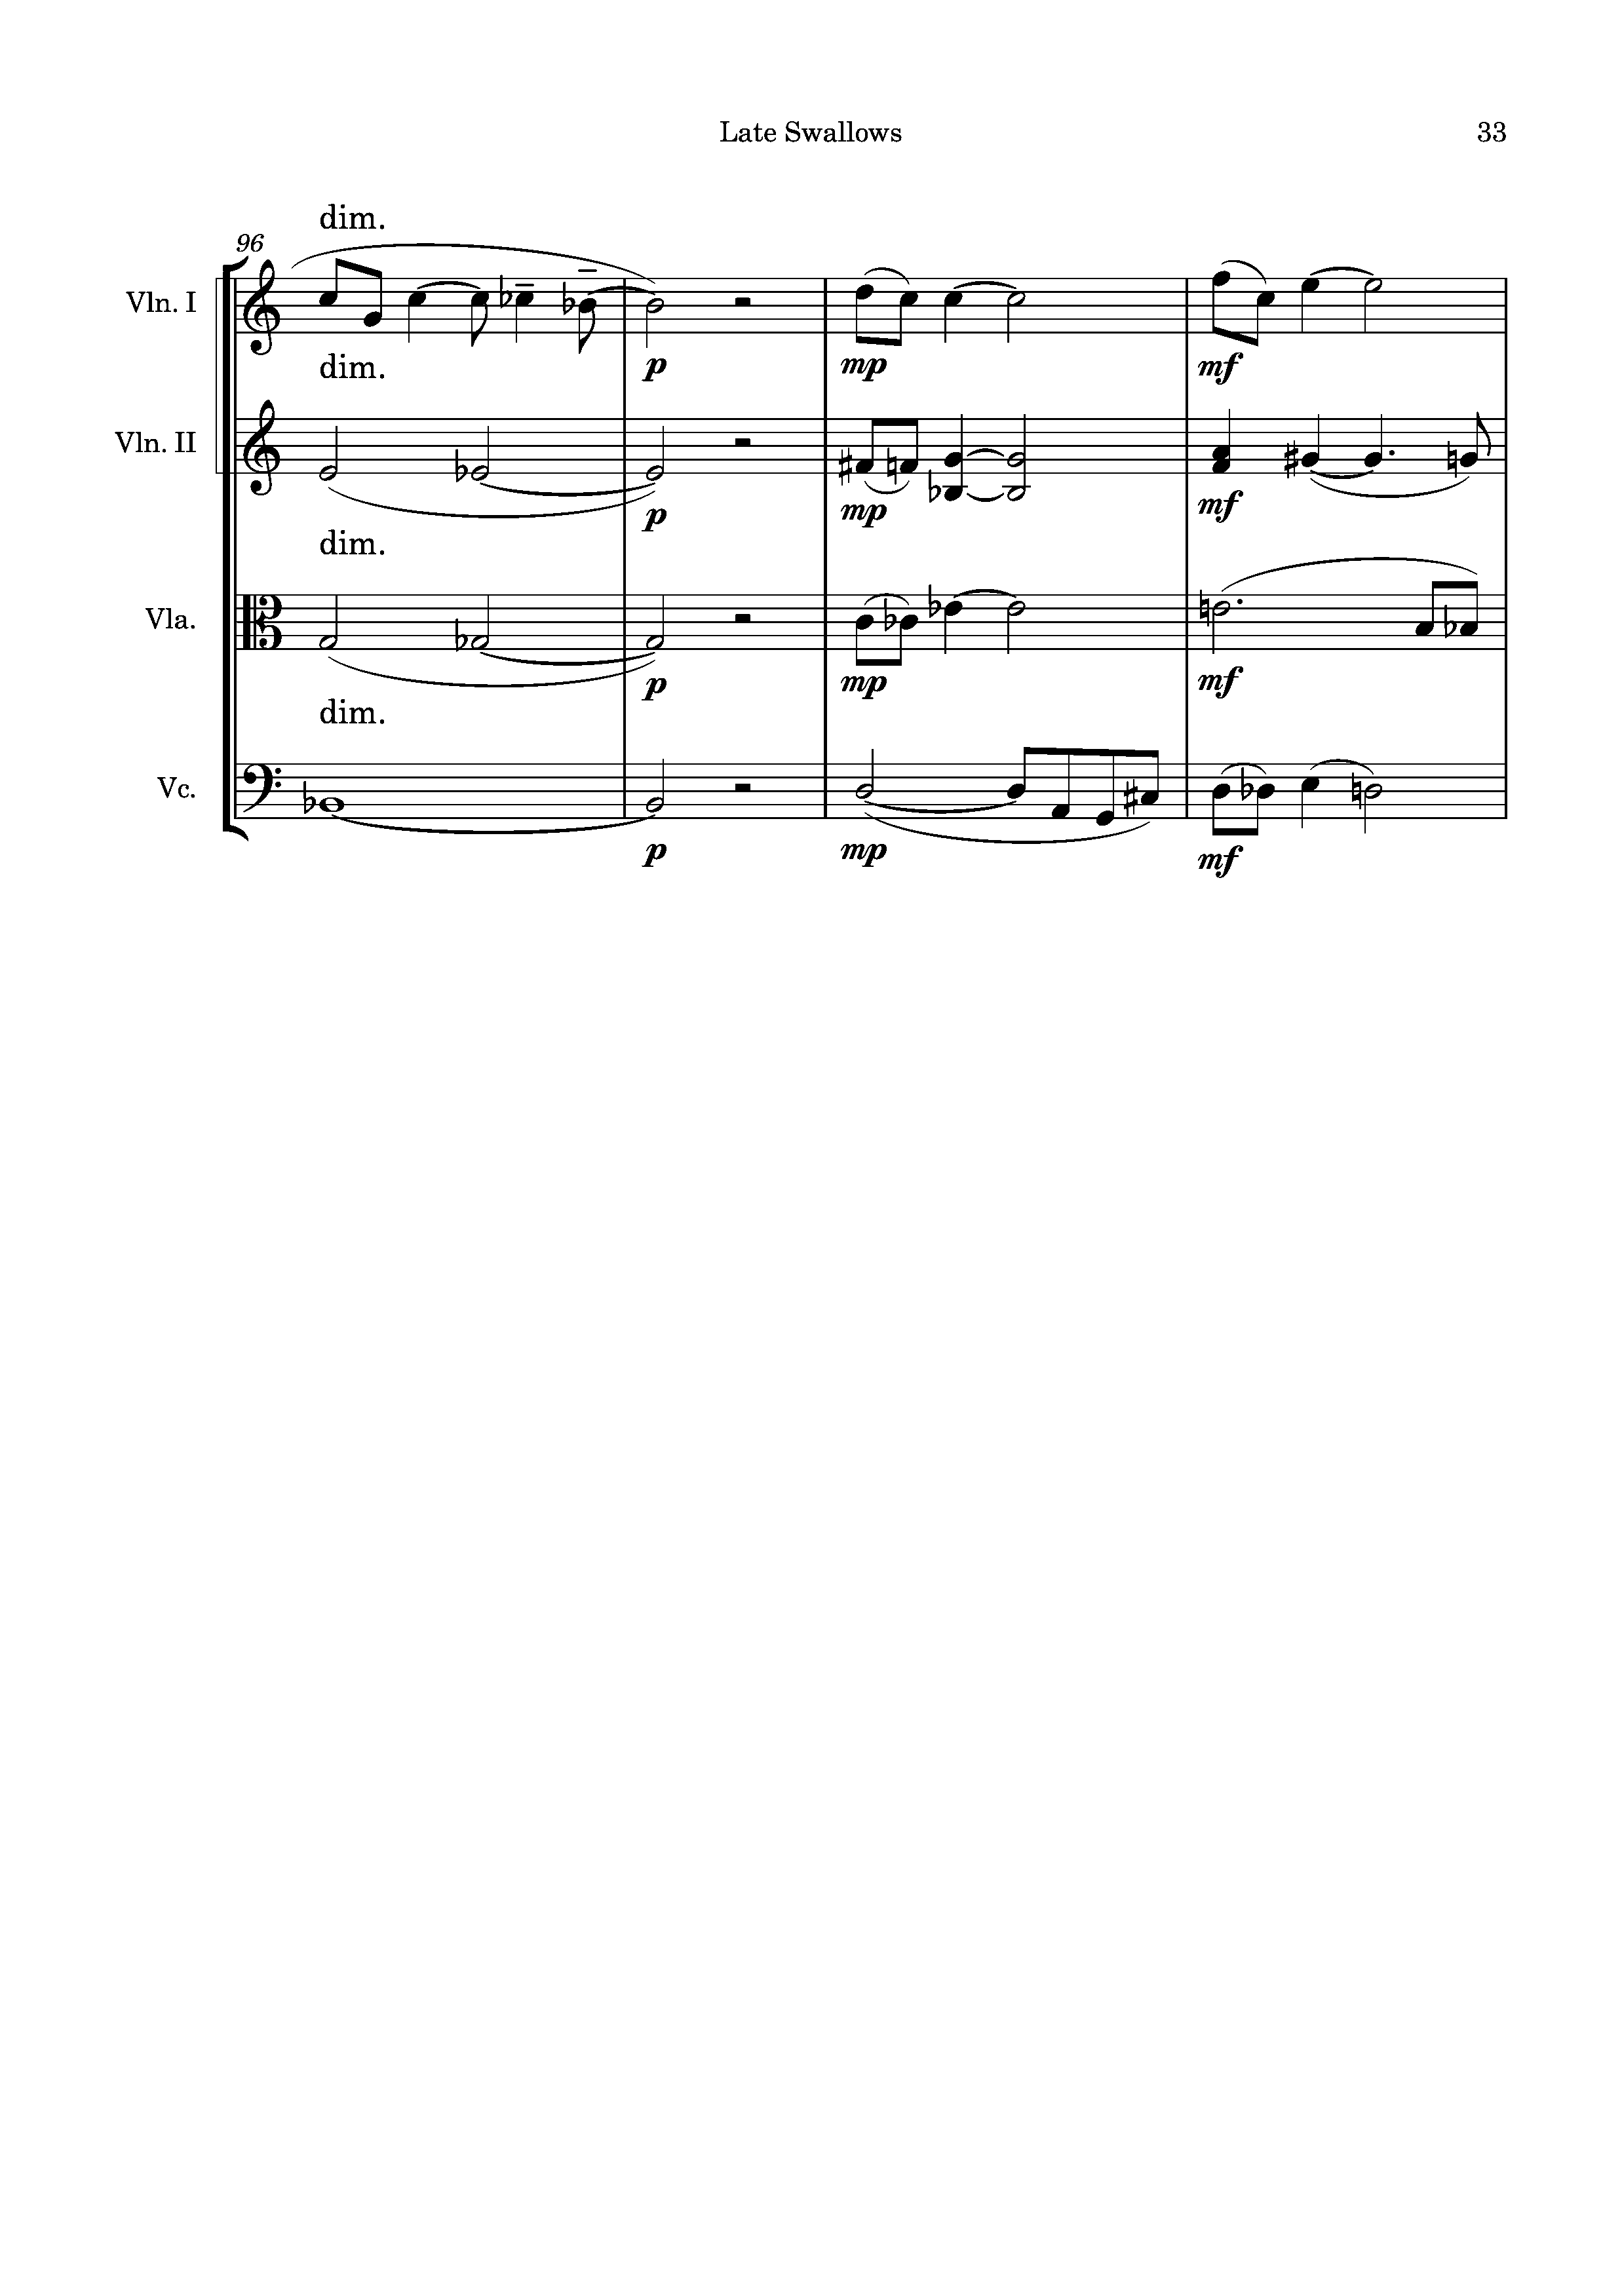 Late Swallows 33
dim.
96
Vln. I
dim.
p mp mf
Vln. II
p mp mf
dim.
Vla.
p mp mf
dim.
Vc.
p mp mf